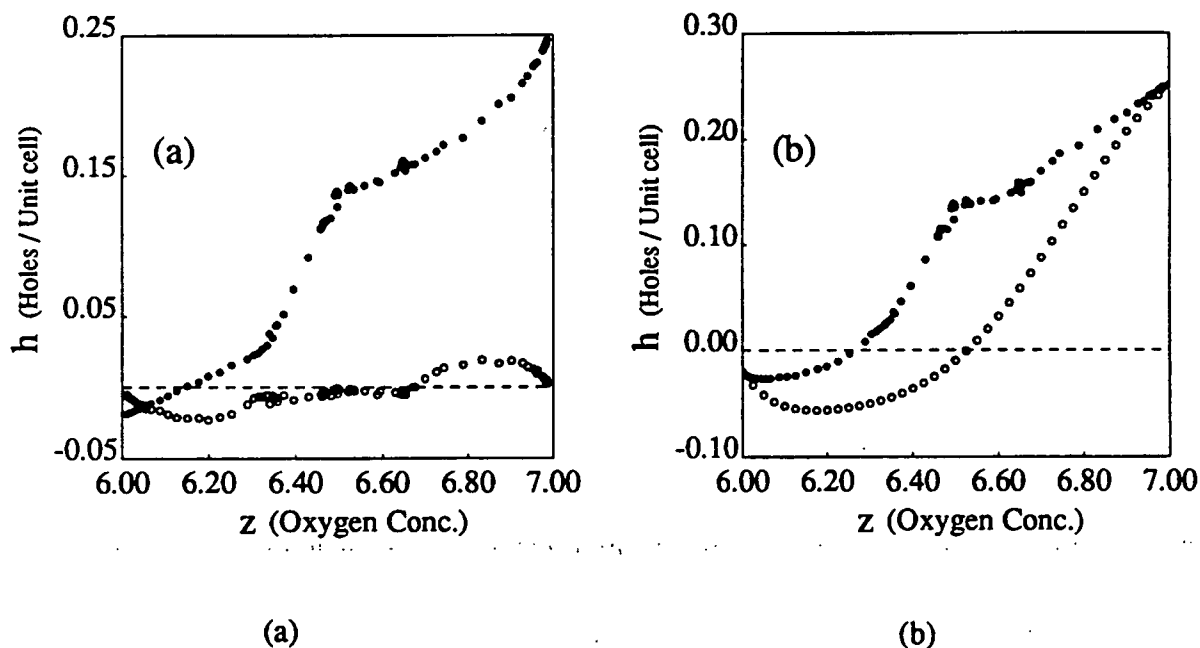 0.25
0.15
0.05
-0.05
h (Holes / Unit cell)
(a)
6.00 6.20 6.40 6.60 6.80 7.00
z (Oxygen Conc.)
0.30
0.20
0.10
0.00
-0.10
h (Holes / Unit cell)
(b)
6.00 6.20 6.40 6.60 6.80 7.00
z (Oxygen Conc.)
(a)
(b)